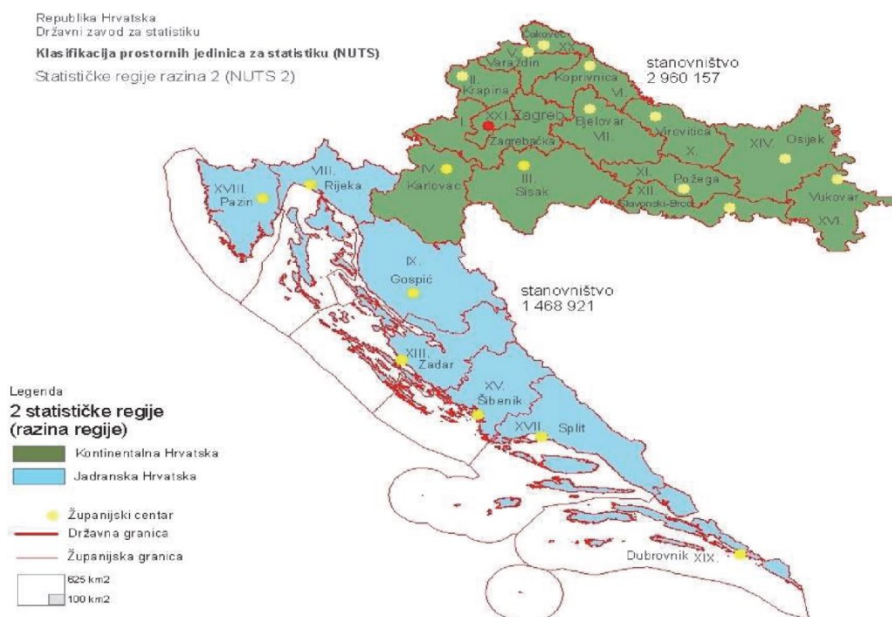 Republika Hrvatska
Državni zavod za statistiku
Klasifikacija prostornih jedinica za statistiku (NUTS)
Statističke regije razina 2 (NUTS 2)
stanovništvo
2 960 157
Čakovec
XX.
V.
Varaždin
II.
Krapina
Koprivnica
VI.
I.
XXI. Zagreb
Zagrebačka
Bjelovar
VII.
Virovitica
X.
XIV.
Osijek
IV.
Karlovac
III.
Sisak
XI.
Požega
XII.
Slavonski-Brod
Vukovar
XVI.
XVIII.
Pazin
VIII.
Rijeka
IX.
Gospić
stanovništvo
1 468 921
XIII.
Zadar
XV.
Šibenik
XVII.
Split
Dubrovnik XIX.
Legenda
2 statističke regije
(razina regije)
Kontinentalna Hrvatska
Jadranska Hrvatska
Županijski centar
Državna granica
Županijska granica
625 km2
100 km2